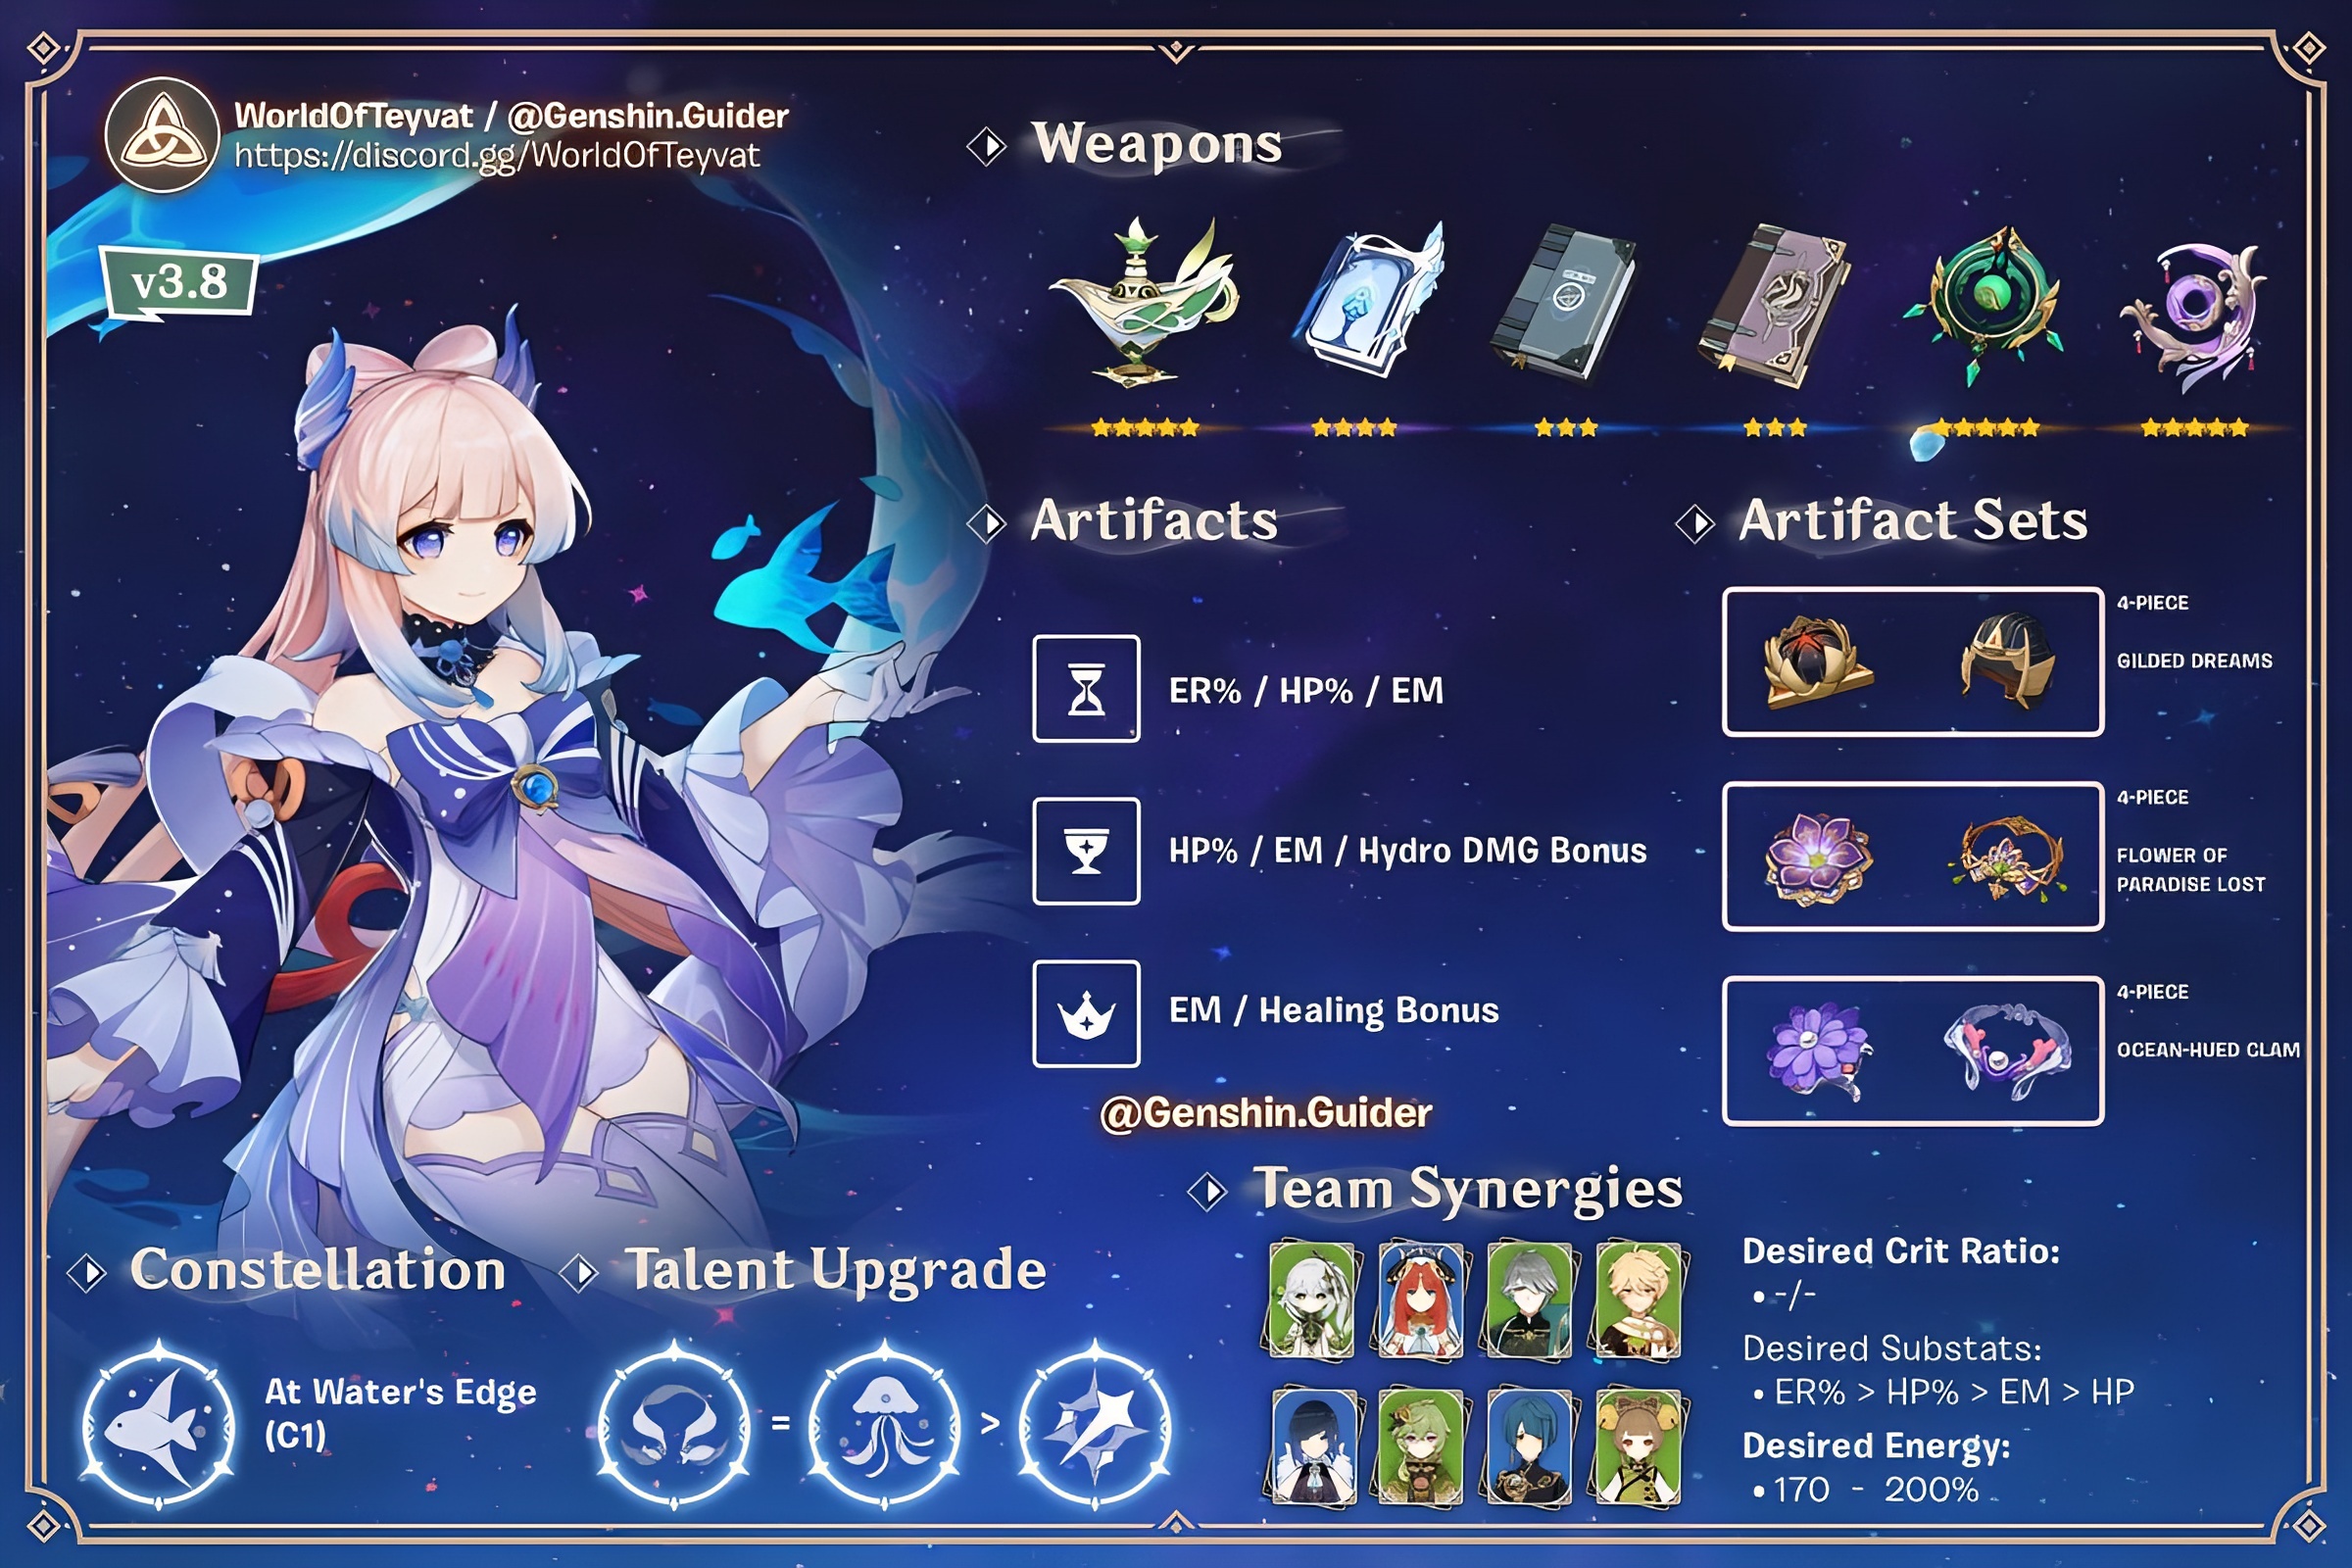 WorldOfTeyvat / @Genshin.Guider
https://discord.gg/WorldOfTeyvat
v3.8
Weapons
Artifacts
ER% / HP% / EM
HP% / EM / Hydro DMG Bonus
EM / Healing Bonus
@Genshin.Guider
Artifact Sets
4-PIECE
GILDED DREAMS
4-PIECE
FLOWER OF
PARADISE LOST
4-PIECE
OCEAN-HUED CLAM
Constellation
At Water's Edge
(C1)
Talent Upgrade
= >
Team Synergies
Desired Crit Ratio:
• -/-
Desired Substats:
• ER% > HP% > EM > HP
Desired Energy:
• 170 - 200%